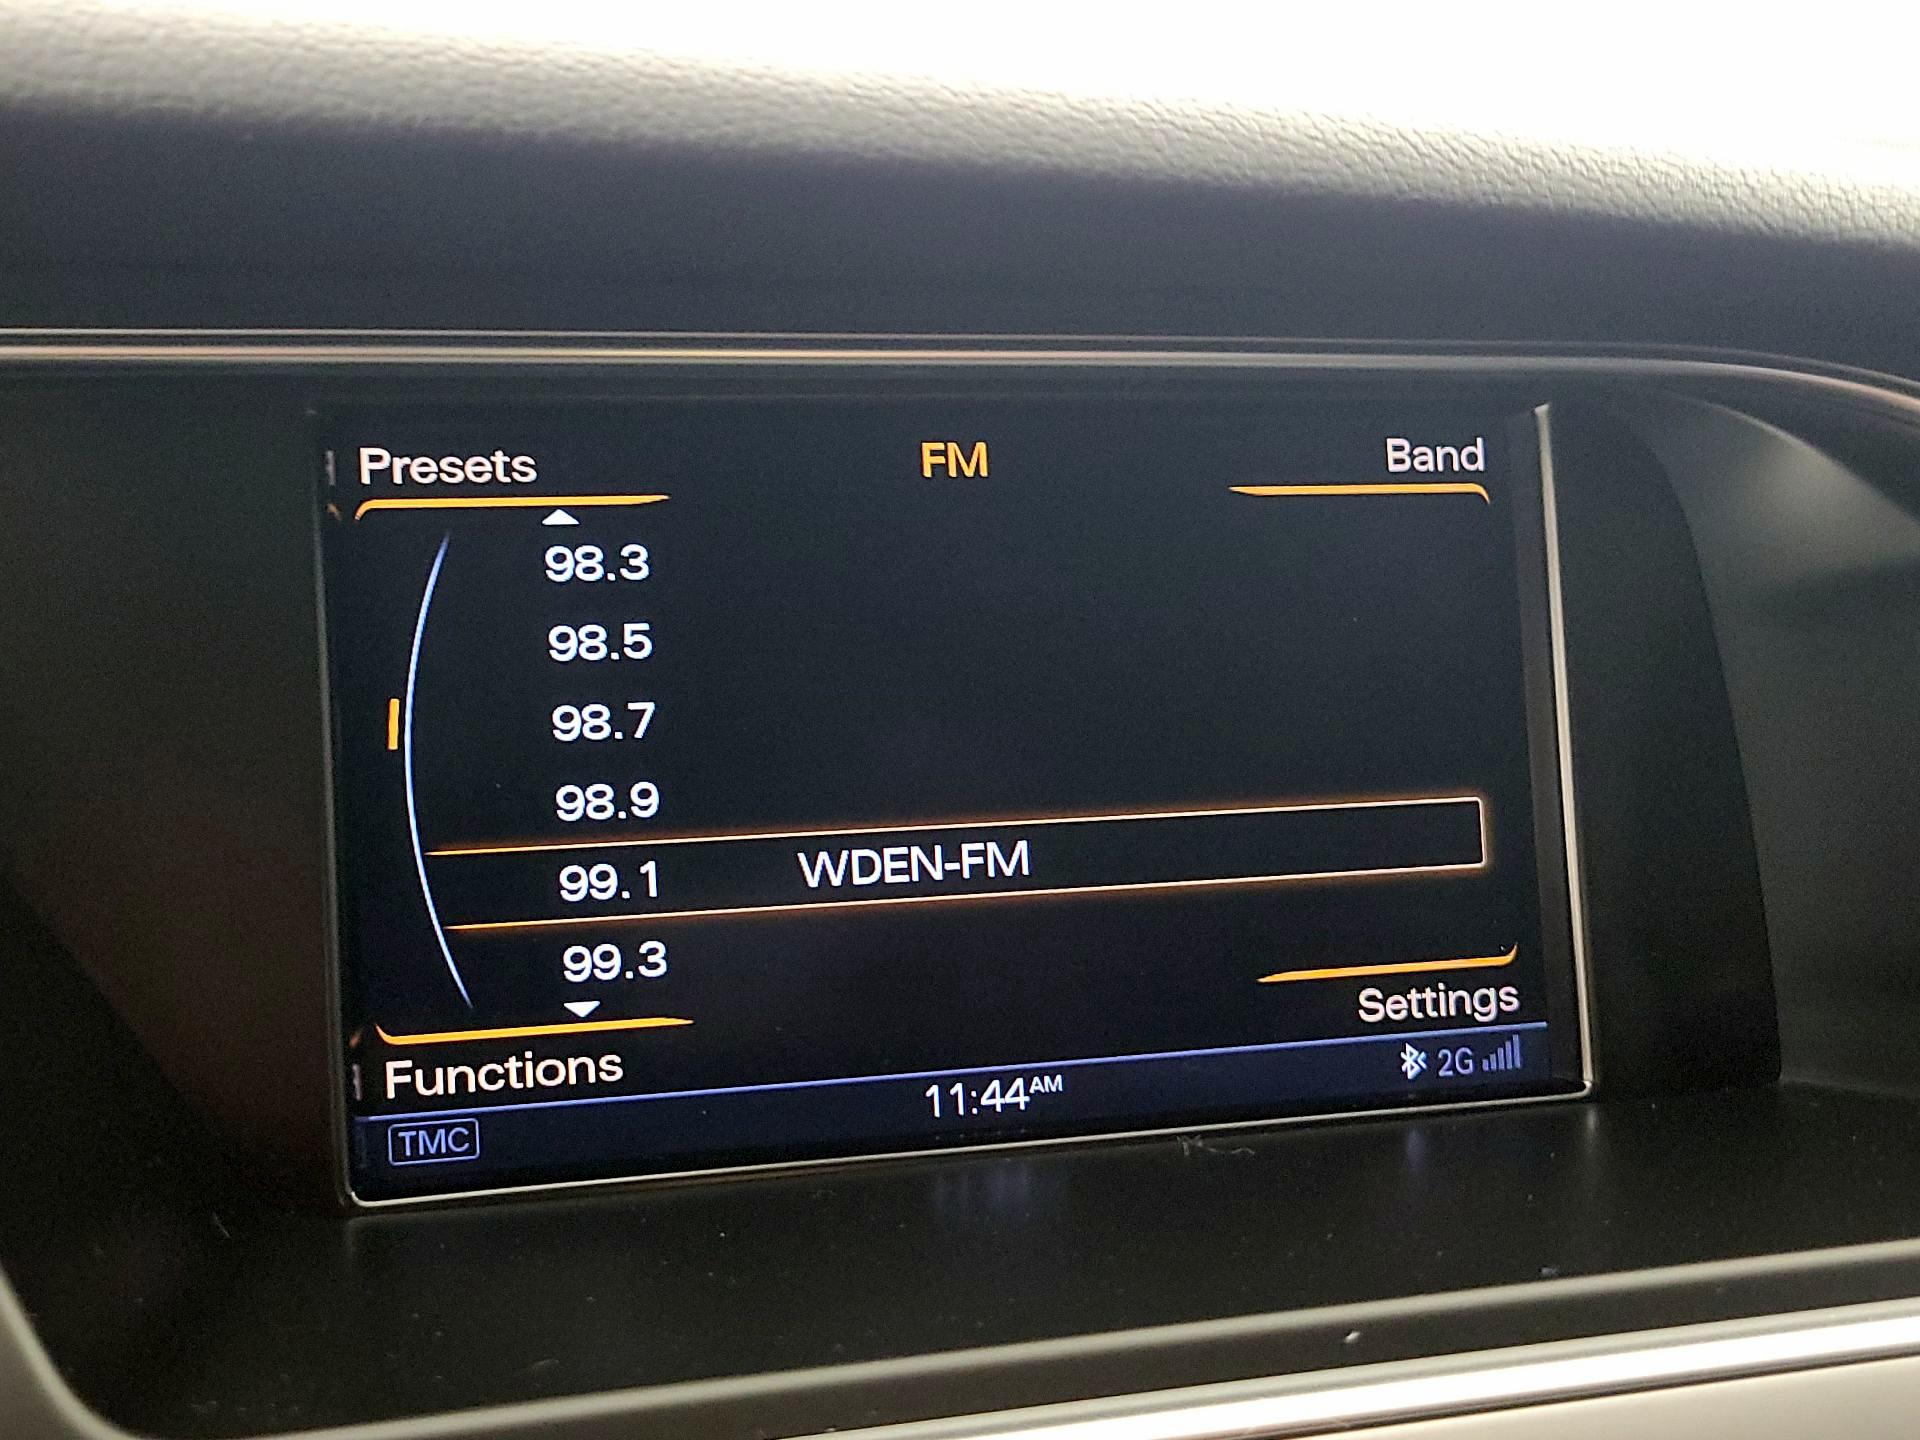 Presets FM Band
98.3
98.5
98.7
98.9
99.1 WDEN-FM
99.3
Settings
Functions
11:44AM 2G
TMC